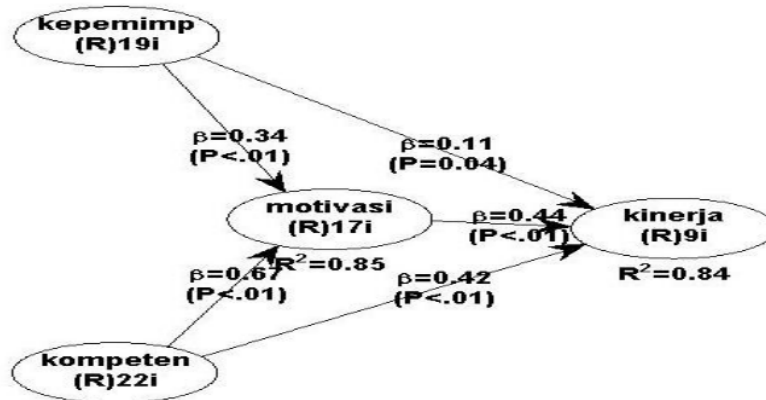 kepemimp
(R)19i
β=0.34
(P<.01)
β=0.11
(P=0.04)
motivasi
(R)17i
R²=0.85
β=0.44
(P<.01)
kinerja
(R)9i
R²=0.84
β=0.67
(P<.01)
β=0.42
(P<.01)
kompeten
(R)22i